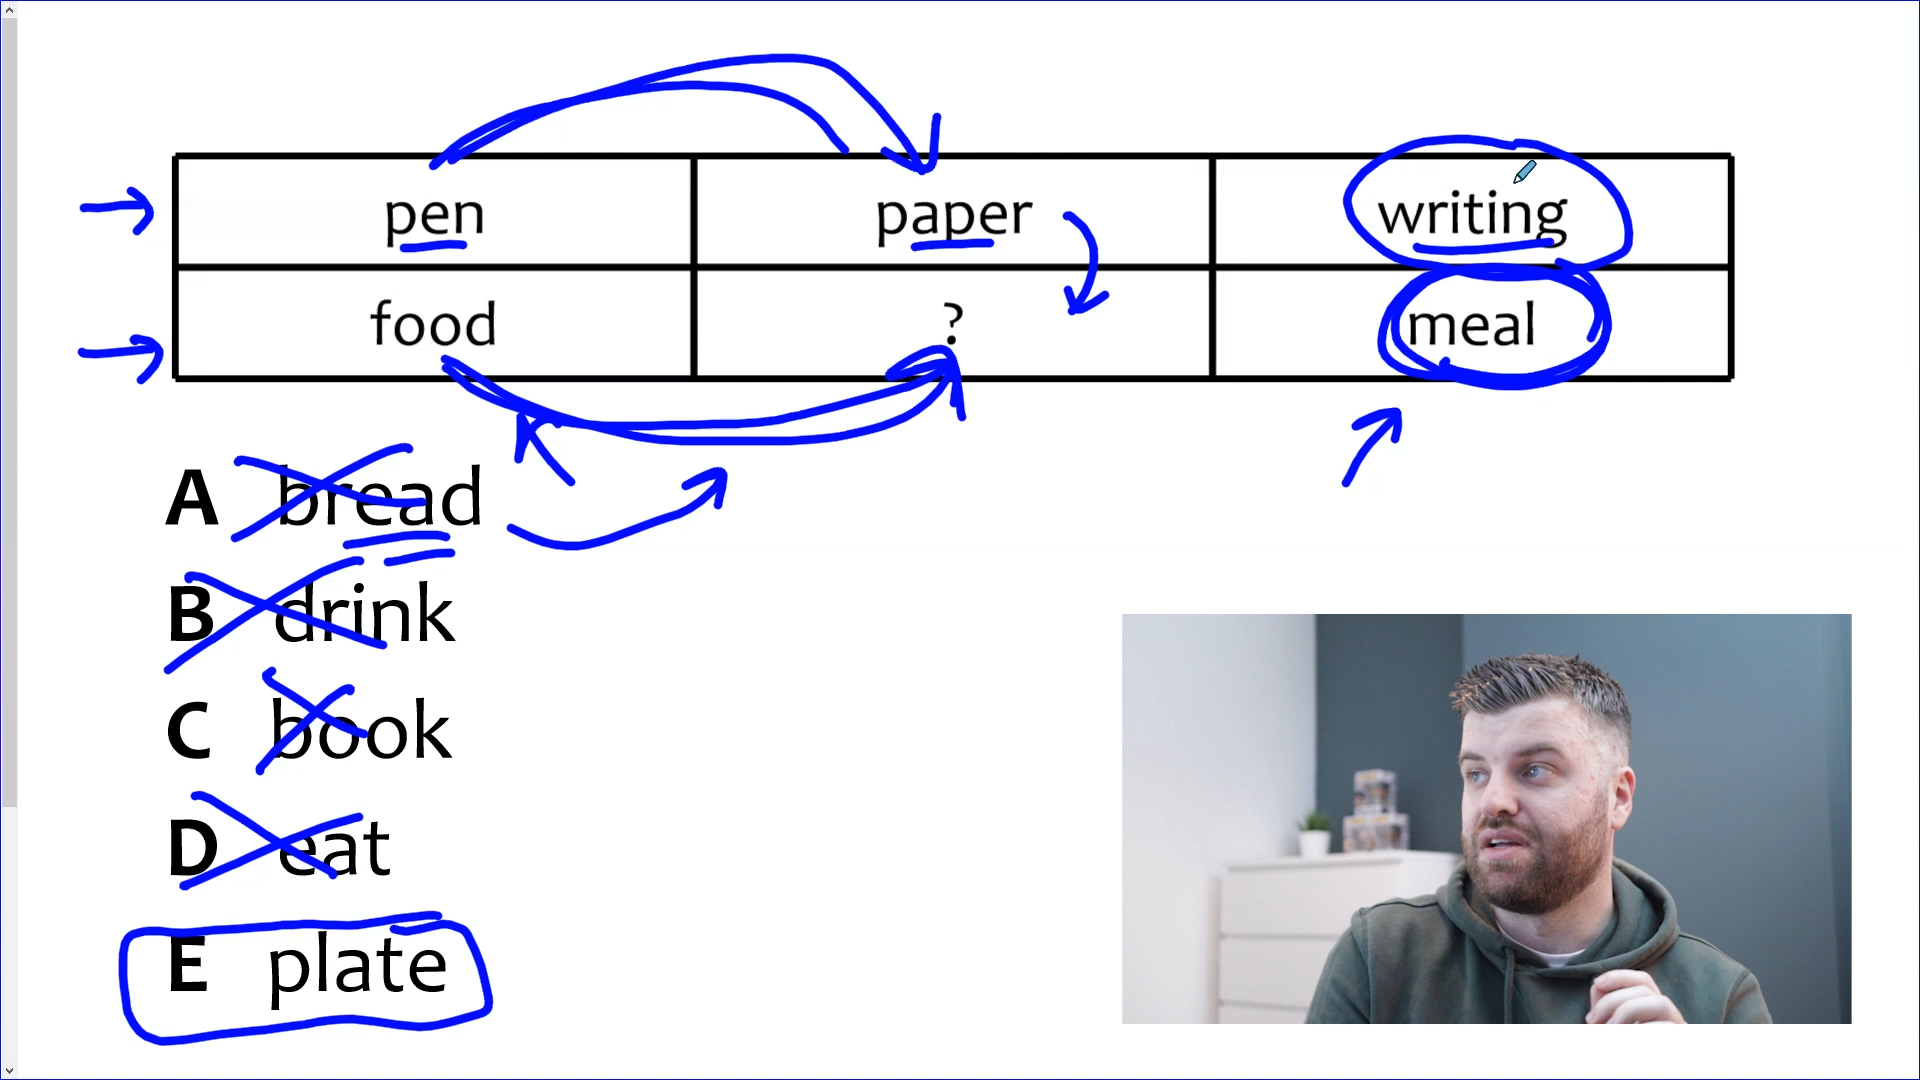 pen paper writing
food ? meal
A bread
B drink
C book
D eat
E plate